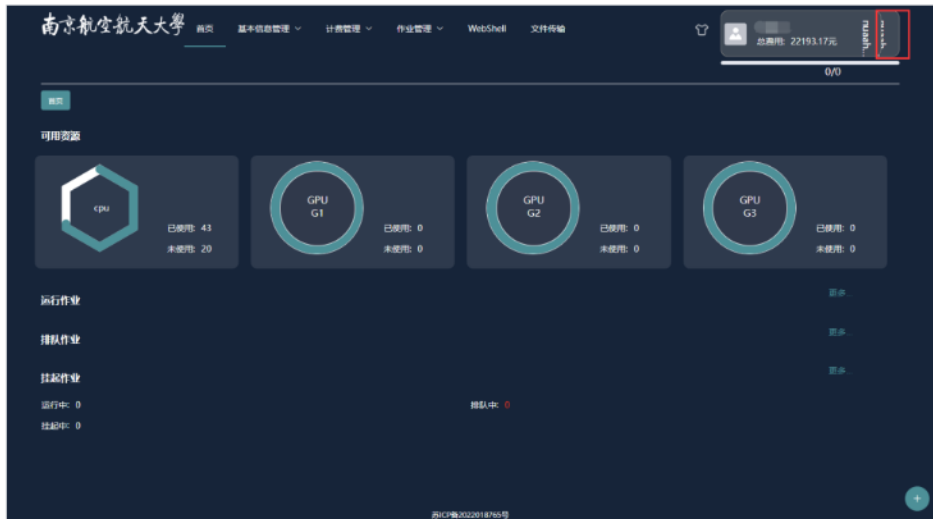 南京航空航天大學 首页 基本信息管理 计费管理 作业管理 WebShell 文件传输
总费用: 22193.17元
nuaah...
0/0
首页
可用资源
cpu
已使用: 43
未使用: 20
GPU
G1
已使用: 0
未使用: 0
GPU
G2
已使用: 0
未使用: 0
GPU
G3
已使用: 0
未使用: 0
运行作业 更多...
排队作业 更多...
挂起作业 更多...
运行中: 0 排队中: 0
挂起中: 0
苏ICP备2022018765号